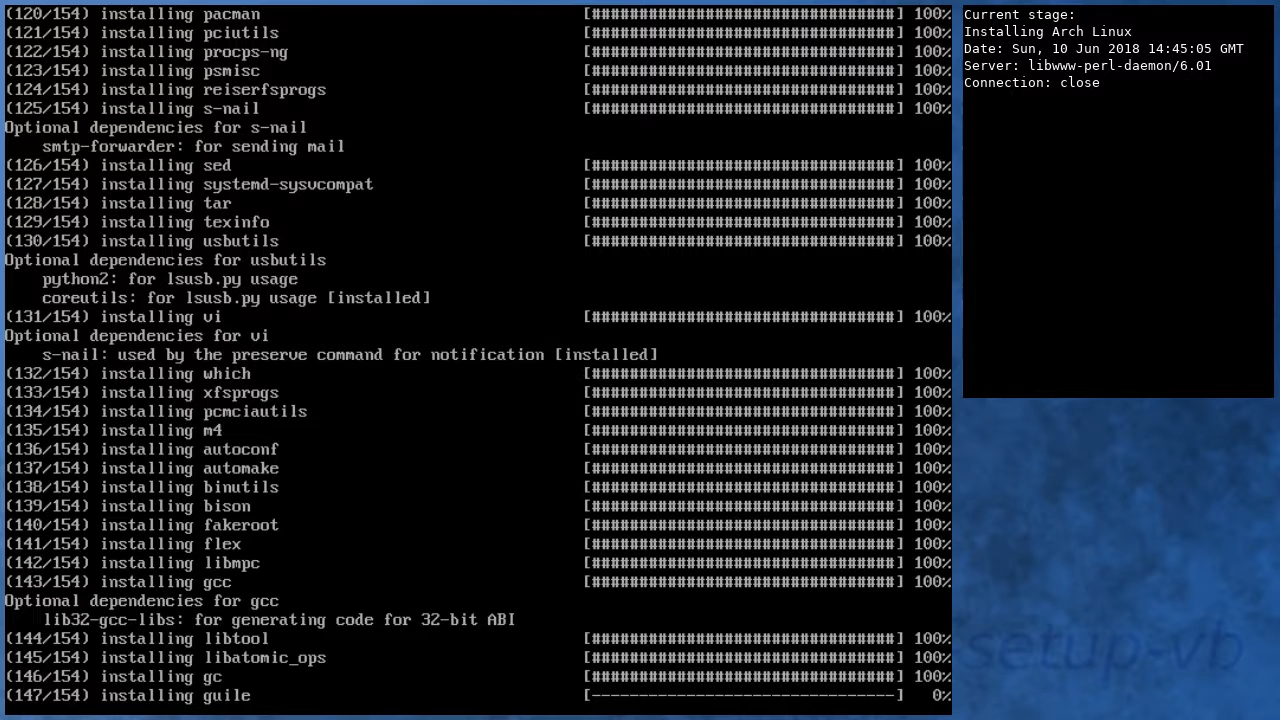 (120/154) installing pacman [################################] 100%
(121/154) installing pciutils [################################] 100%
(122/154) installing procps-ng [################################] 100%
(123/154) installing psmisc [################################] 100%
(124/154) installing reiserfsprogs [################################] 100%
(125/154) installing s-nail [################################] 100%
Optional dependencies for s-nail
    smtp-forwarder: for sending mail
(126/154) installing sed [################################] 100%
(127/154) installing systemd-sysvcompat [################################] 100%
(128/154) installing tar [################################] 100%
(129/154) installing texinfo [################################] 100%
(130/154) installing usbutils [################################] 100%
Optional dependencies for usbutils
    python2: for lsusb.py usage
    coreutils: for lsusb.py usage [installed]
(131/154) installing vi [################################] 100%
Optional dependencies for vi
    s-nail: used by the preserve command for notification [installed]
(132/154) installing which [################################] 100%
(133/154) installing xfsprogs [################################] 100%
(134/154) installing pcmciautils [################################] 100%
(135/154) installing m4 [################################] 100%
(136/154) installing autoconf [################################] 100%
(137/154) installing automake [################################] 100%
(138/154) installing binutils [################################] 100%
(139/154) installing bison [################################] 100%
(140/154) installing fakeroot [################################] 100%
(141/154) installing flex [################################] 100%
(142/154) installing libmpc [################################] 100%
(143/154) installing gcc [################################] 100%
Optional dependencies for gcc
    lib32-gcc-libs: for generating code for 32-bit ABI
(144/154) installing libtool [################################] 100%
(145/154) installing libatomic_ops [################################] 100%
(146/154) installing gc [################################] 100%
(147/154) installing guile [--------------------------------] 0%
Current stage:
Installing Arch Linux
Date: Sun, 10 Jun 2018 14:45:05 GMT
Server: libwww-perl-daemon/6.01
Connection: close
setup-vb